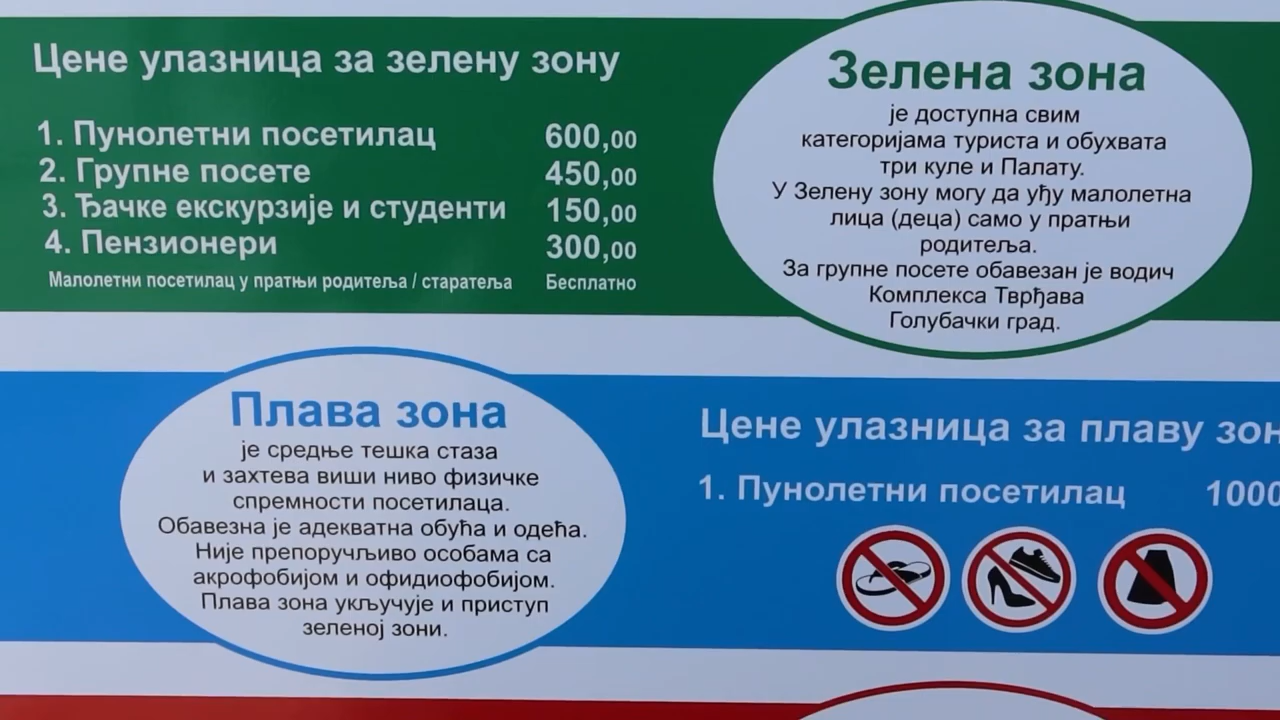 Цене улазница за зелену зону
1. Пунолетни посетилац 600,00
2. Групне посете 450,00
3. Ђачке екскурзије и студенти 150,00
4. Пензионери 300,00
Малолетни посетилац у пратњи родитеља / старатеља Бесплатно
Зелена зона
је доступна свим
категоријама туриста и обухвата
три куле и Палату.
У Зелену зону могу да уђу малолетна
лица (деца) само у пратњи
родитеља.
За групне посете обавезан је водич
Комплекса Тврђава
Голубачки град.
Плава зона
је средње тешка стаза
и захтева виши ниво физичке
спремности посетилаца.
Обавезна је адекватна обућа и одећа.
Није препоручљиво особама са
акрофобијом и офидиофобијом.
Плава зона укључује и приступ
зеленој зони.
Цене улазница за плаву зон
1. Пунолетни посетилац 1000